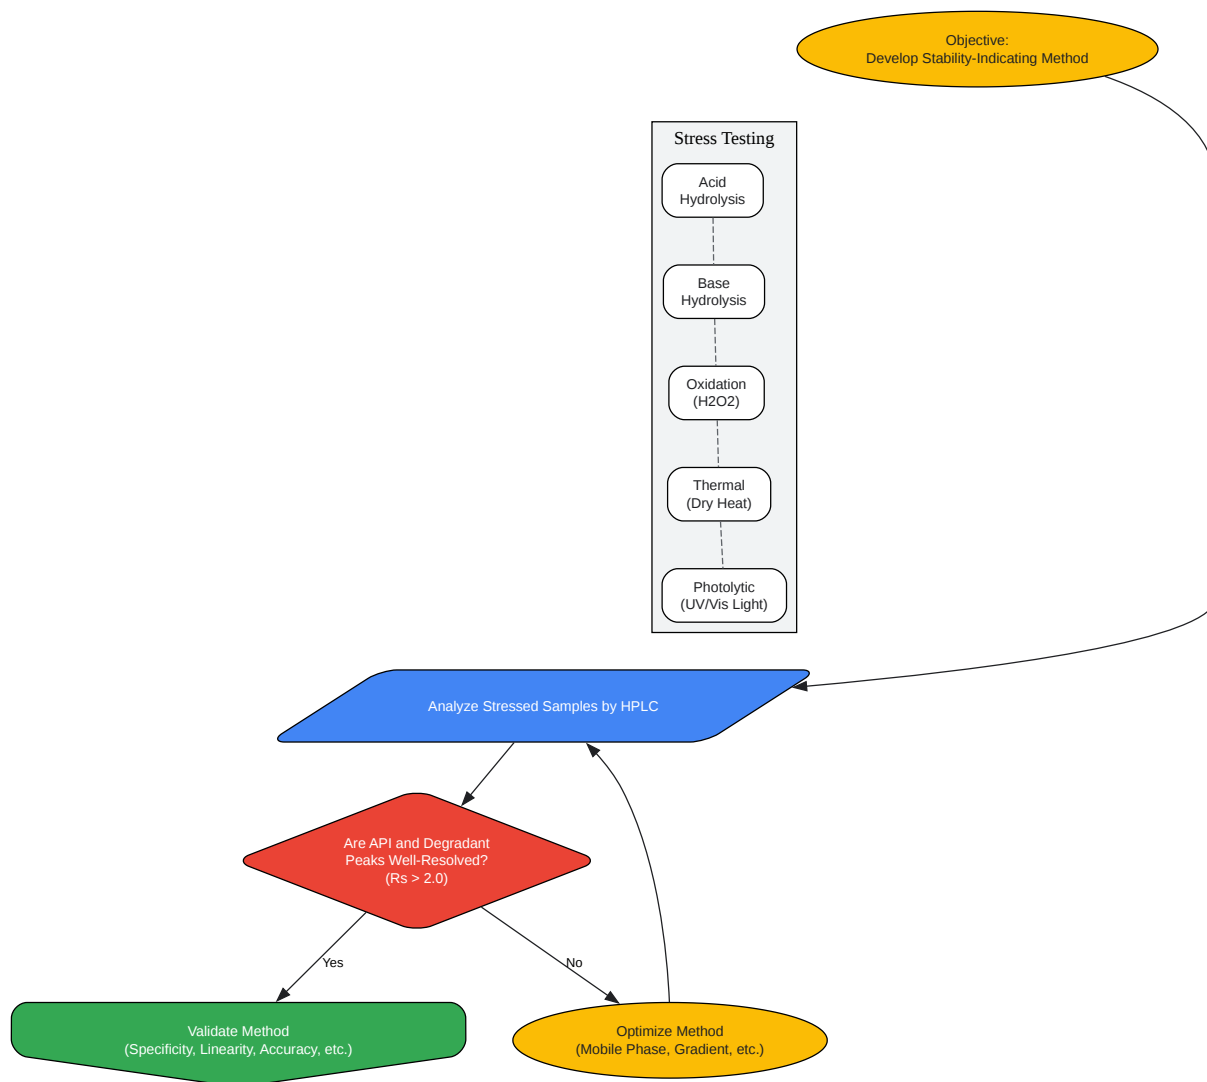 Objective:
Develop Stability-Indicating Method
Stress Testing
Acid
Hydrolysis
Base
Hydrolysis
Oxidation
(H2O2)
Thermal
(Dry Heat)
Photolytic
(UV/Vis Light)
Analyze Stressed Samples by HPLC
Are API and Degradant
Peaks Well-Resolved?
(Rs > 2.0)
Yes
No
Validate Method
(Specificity, Linearity, Accuracy, etc.)
Optimize Method
(Mobile Phase, Gradient, etc.)